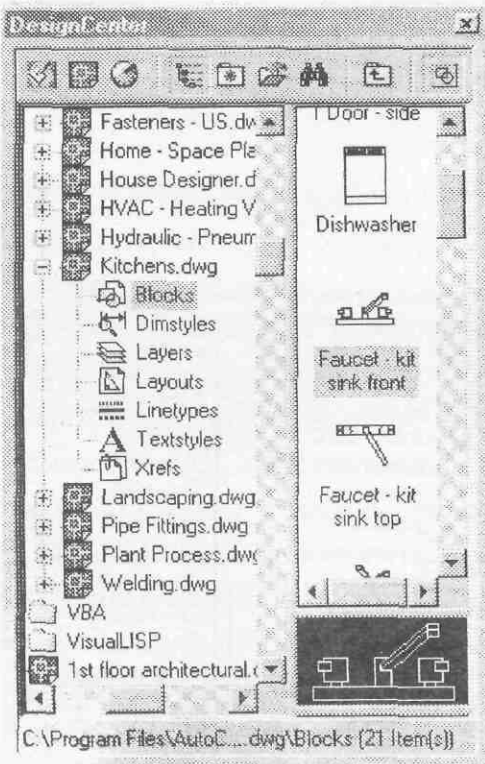 DesignCenter
Fasteners - US.dw
Home - Space Pla
House Designer.d
HVAC - Heating V
Hydraulic - Pneum
Kitchens.dwg
Blocks
Dimstyles
Layers
Layouts
Linetypes
Textstyles
Xrefs
Landscaping.dwg
Pipe Fittings.dwg
Plant Process.dwg
Welding.dwg
VBA
VisualLISP
1st floor architectural.
1 Door - side
Dishwasher
Faucet - kit
sink front
Faucet - kit
sink top
C:\Program Files\AutoC....dwg\Blocks (21 Item(s))